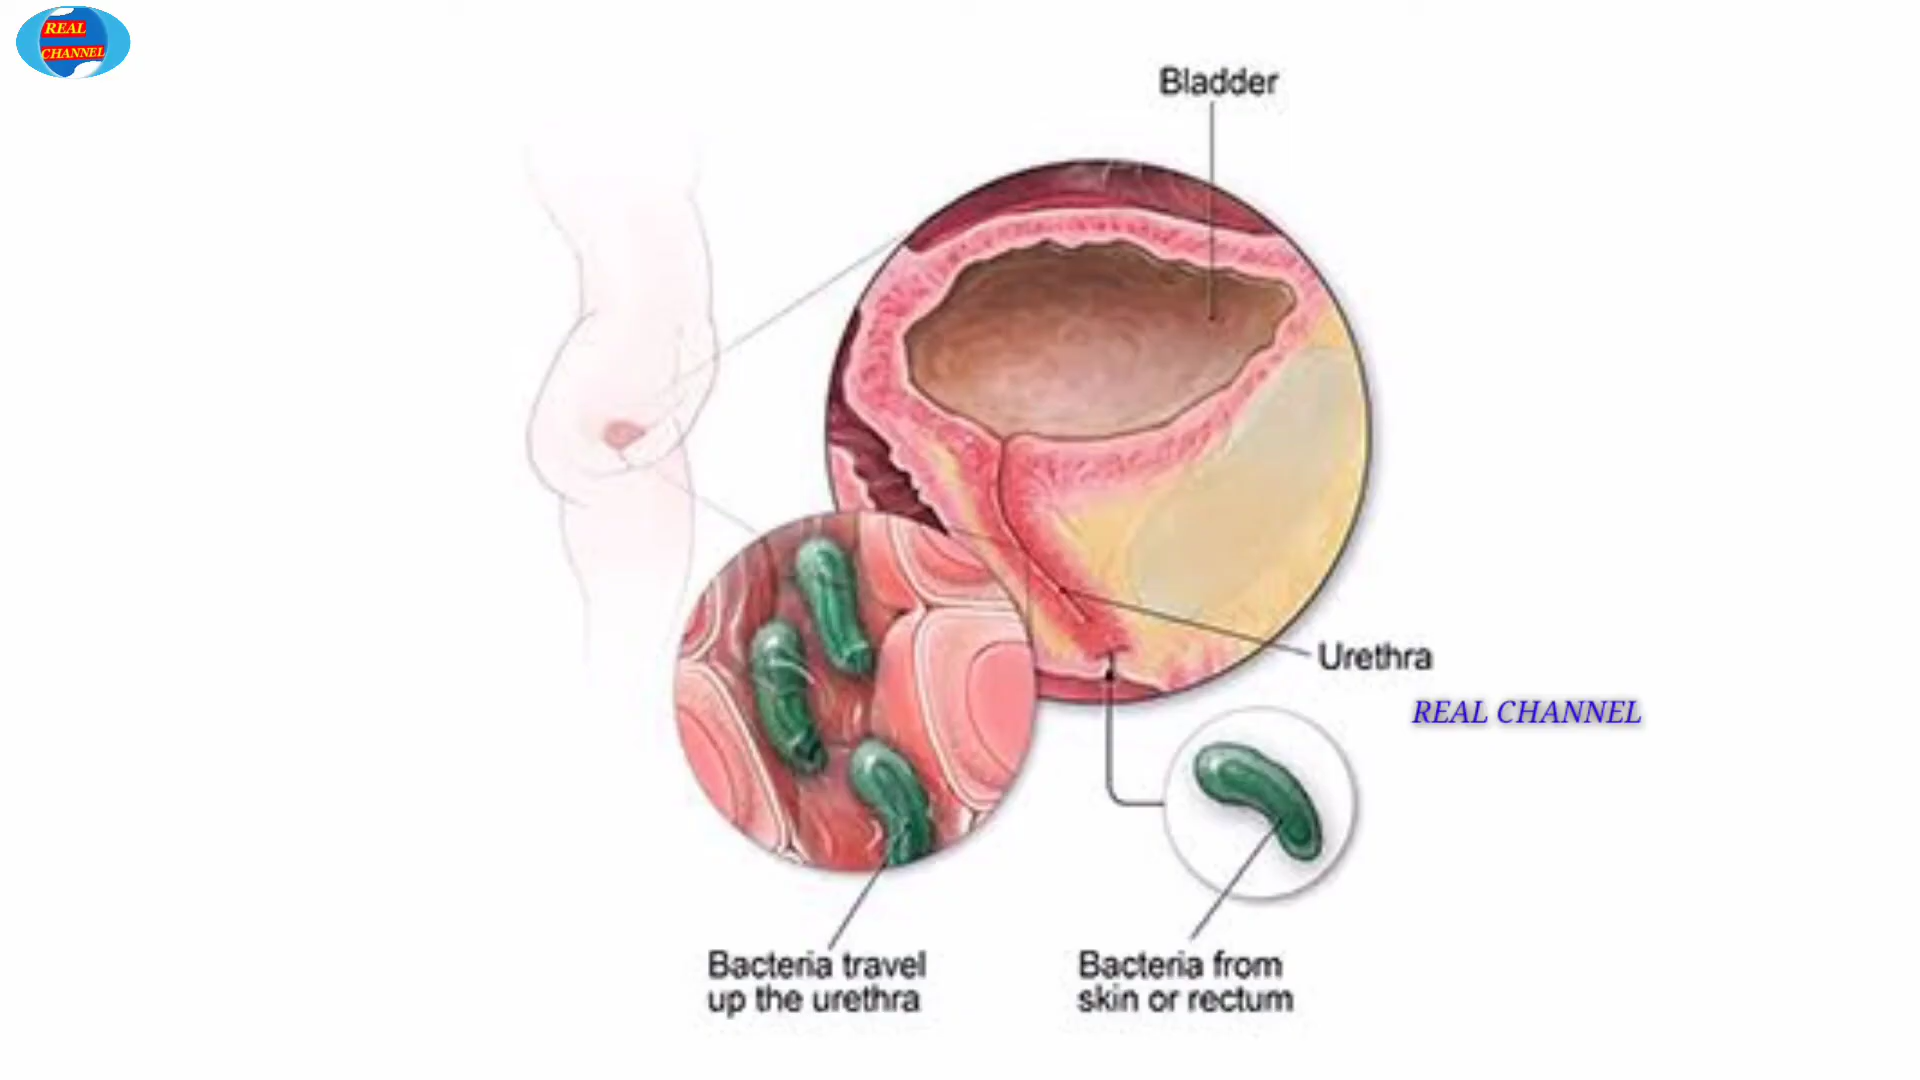 REAL
CHANNEL
Bladder
Urethra
REAL CHANNEL
Bacteria travel
up the urethra
Bacteria from
skin or rectum